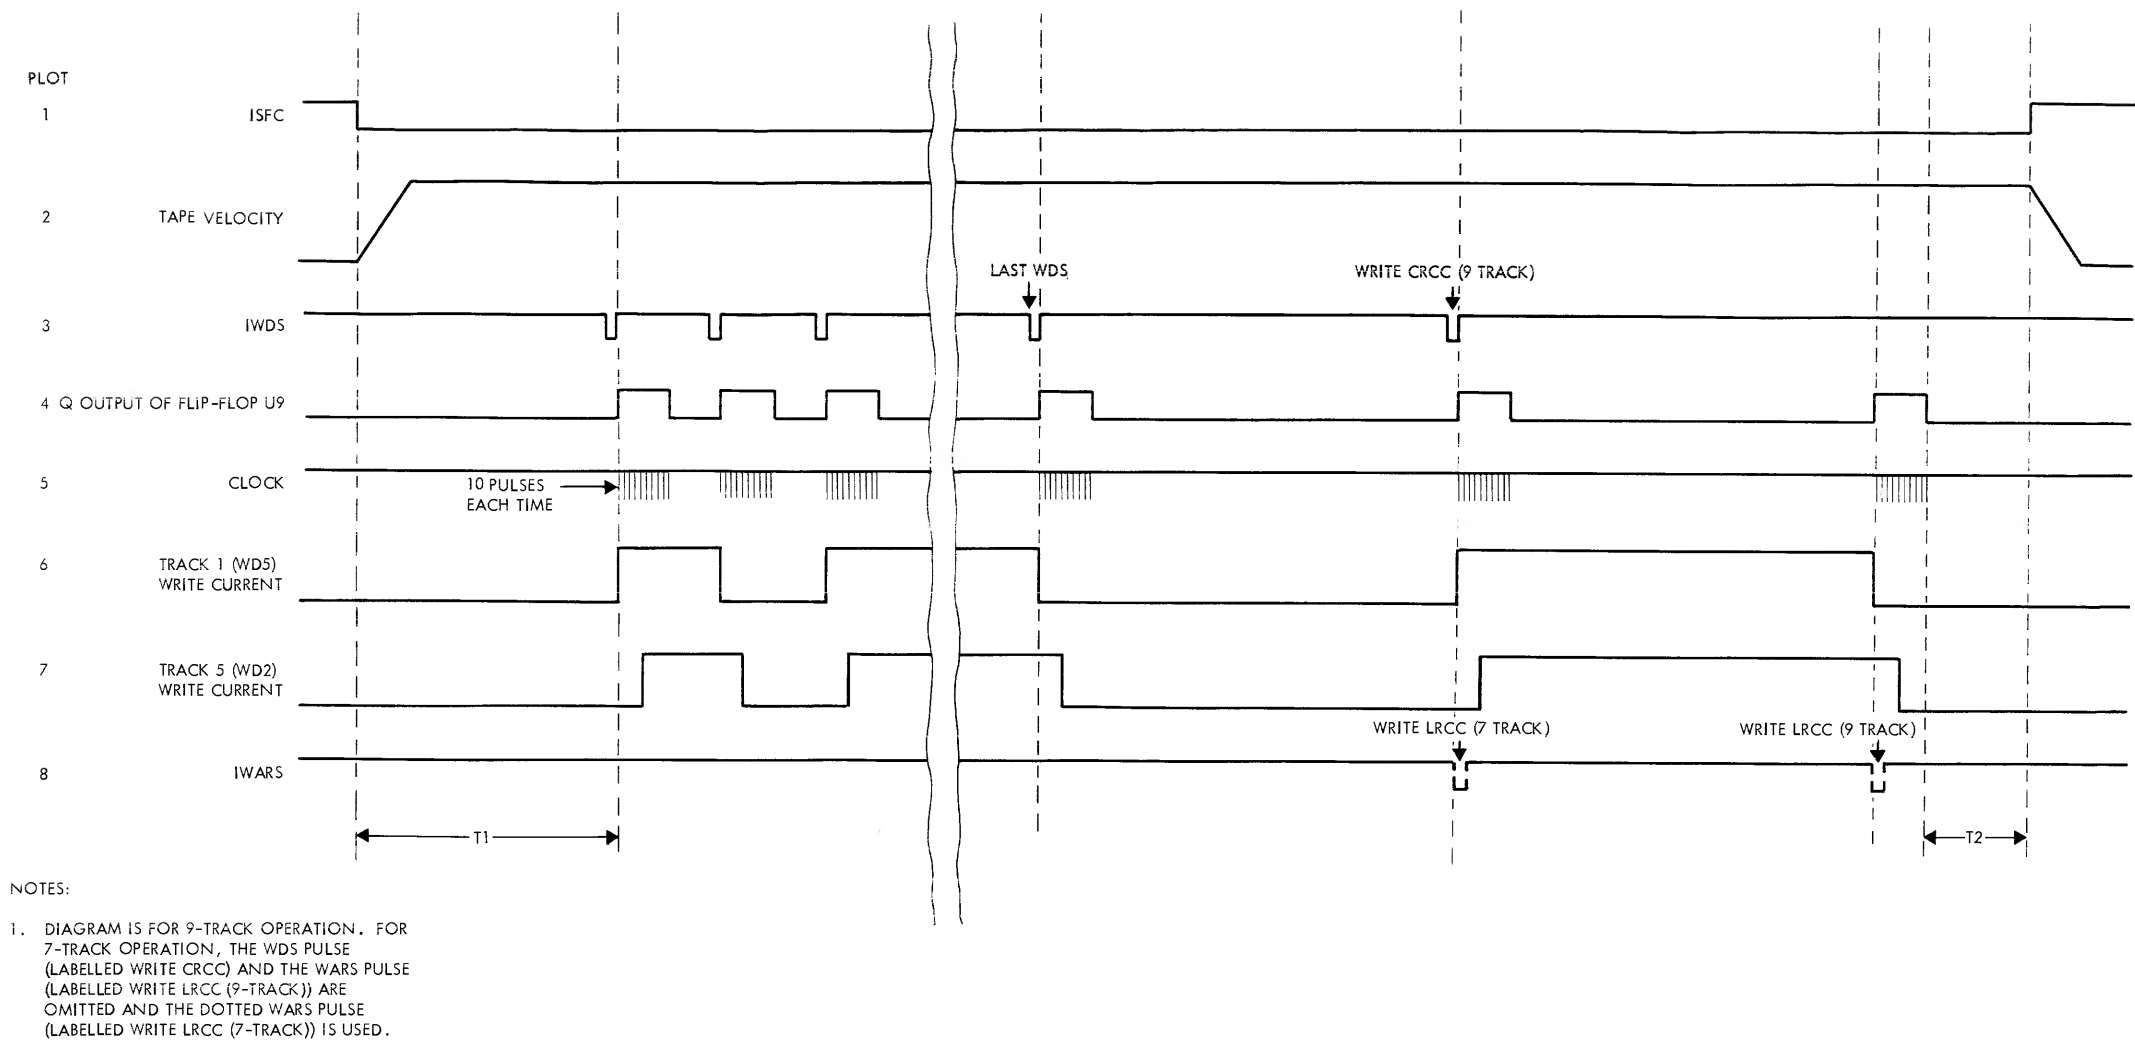 PLOT
1 ISFC
2 TAPE VELOCITY
LAST WDS
WRITE CRCC (9 TRACK)
3 IWDS
4 Q OUTPUT OF FLIP-FLOP U9
5 CLOCK
10 PULSES
EACH TIME
6 TRACK 1 (WD5)
WRITE CURRENT
7 TRACK 5 (WD2)
WRITE CURRENT
WRITE LRCC (7 TRACK)
WRITE LRCC (9 TRACK)
8 IWARS
T1
T2
NOTES:
1. DIAGRAM IS FOR 9-TRACK OPERATION. FOR
7-TRACK OPERATION, THE WDS PULSE
(LABELLED WRITE CRCC) AND THE WARS PULSE
(LABELLED WRITE LRCC (9-TRACK)) ARE
OMITTED AND THE DOTTED WARS PULSE
(LABELLED WRITE LRCC (7-TRACK)) IS USED.